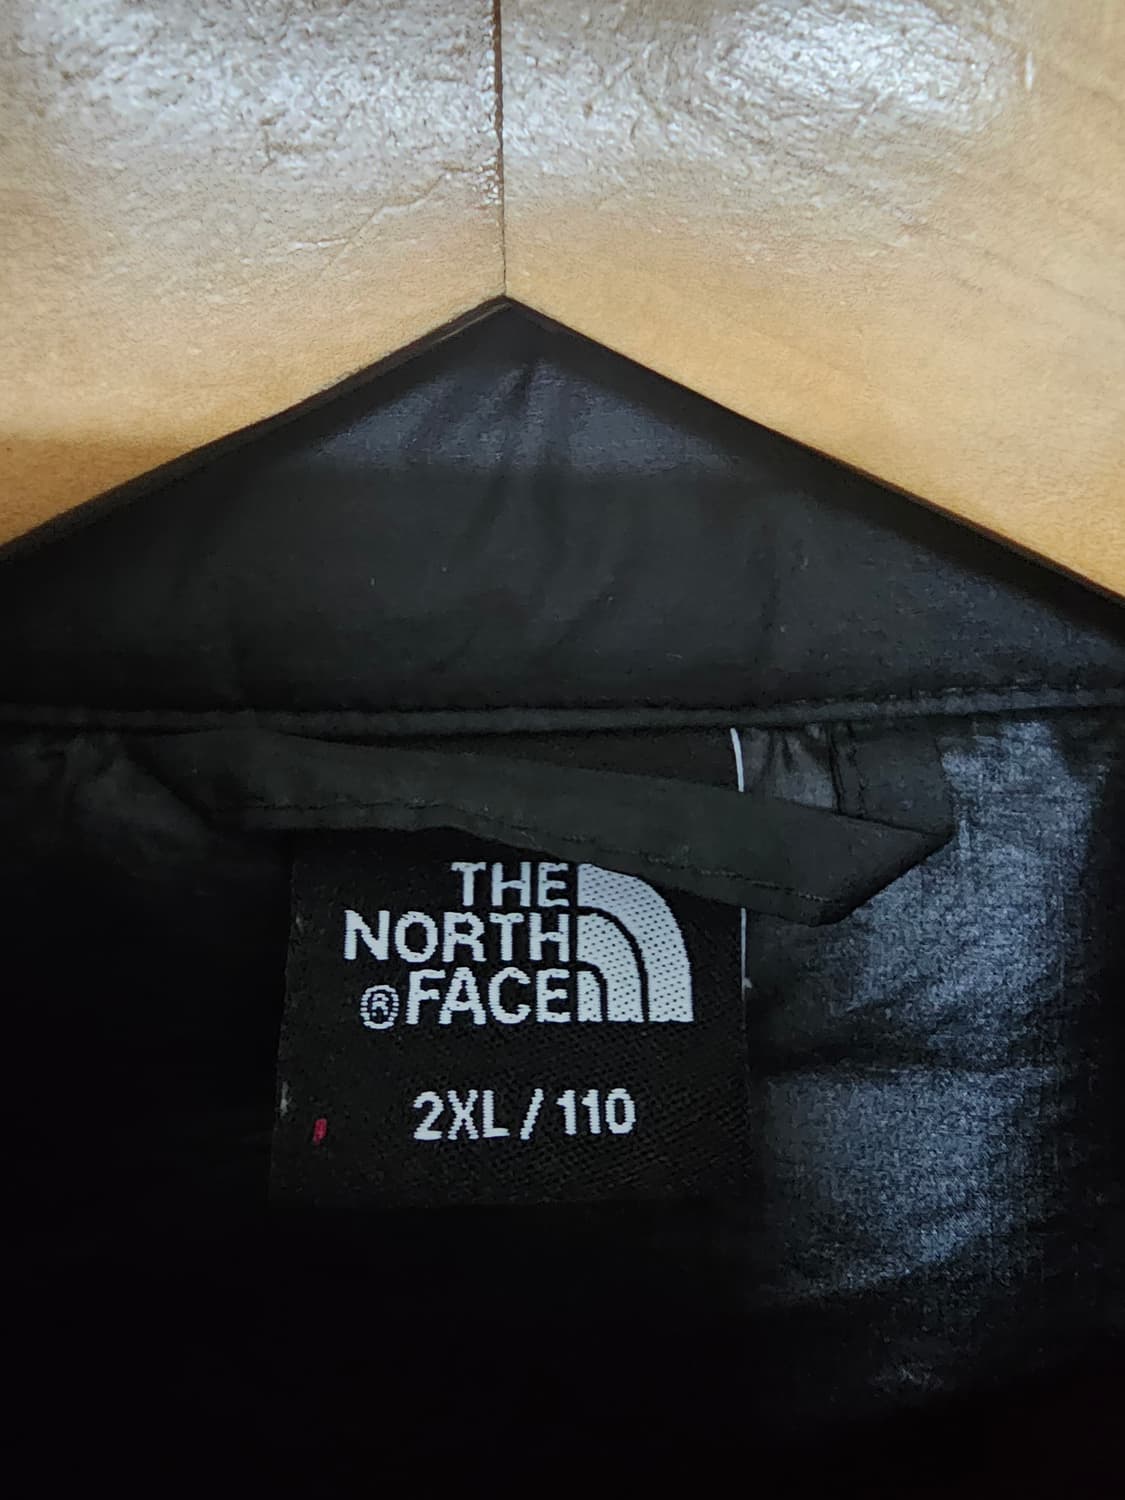 THE
NORTH
®FACE
2XL/110